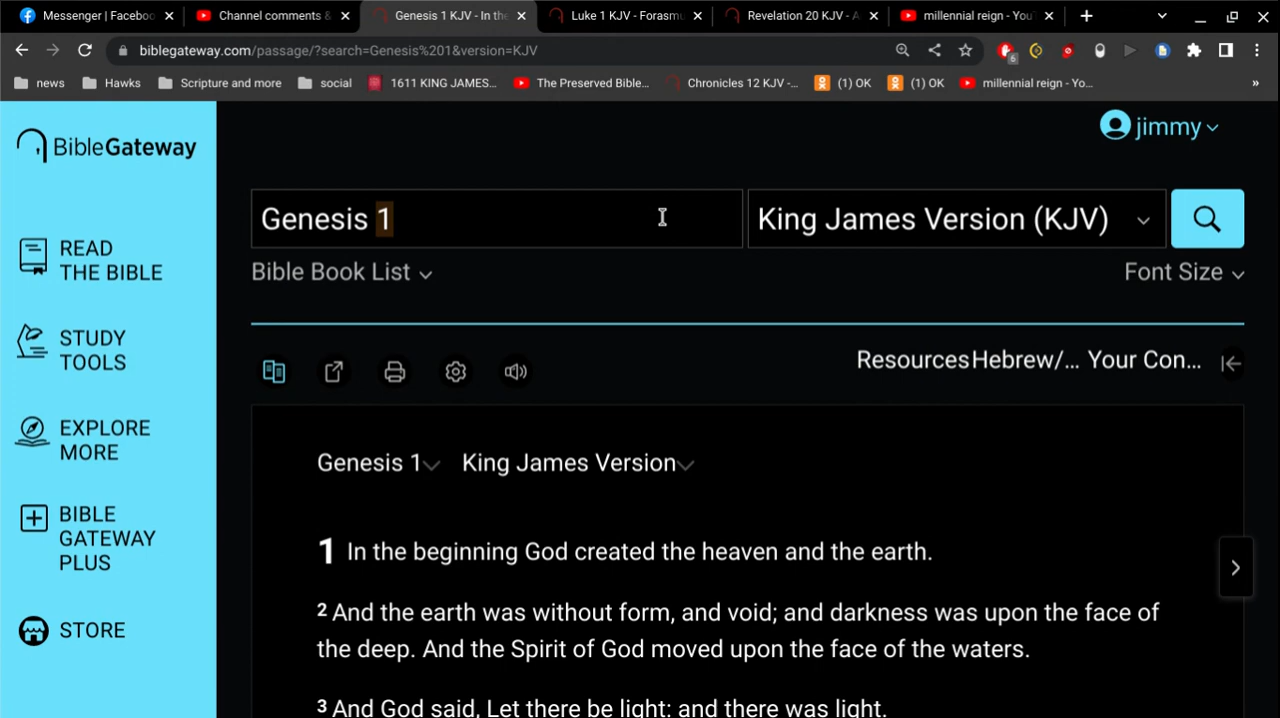 Messenger | Faceboo
Channel comments &
Genesis 1 KJV - In the
Luke 1 KJV - Forasmu
Revelation 20 KJV - A
millennial reign - YouT
biblegateway.com/passage/?search=Genesis%201&version=KJV
6
news
Hawks
Scripture and more
social
1611 KING JAMES...
The Preserved Bible...
Chronicles 12 KJV -...
(1) OK
(1) OK
millennial reign - Yo...
»
BibleGateway
jimmy
Genesis 1
King James Version (KJV)
Bible Book List
Font Size
READ
THE BIBLE
STUDY
TOOLS
EXPLORE
MORE
BIBLE
GATEWAY
PLUS
STORE
Resources
Hebrew/...
Your Con...
Genesis 1
King James Version
1 In the beginning God created the heaven and the earth.
2 And the earth was without form, and void; and darkness was upon the face of
the deep. And the Spirit of God moved upon the face of the waters.
3 And God said, Let there be light: and there was light.